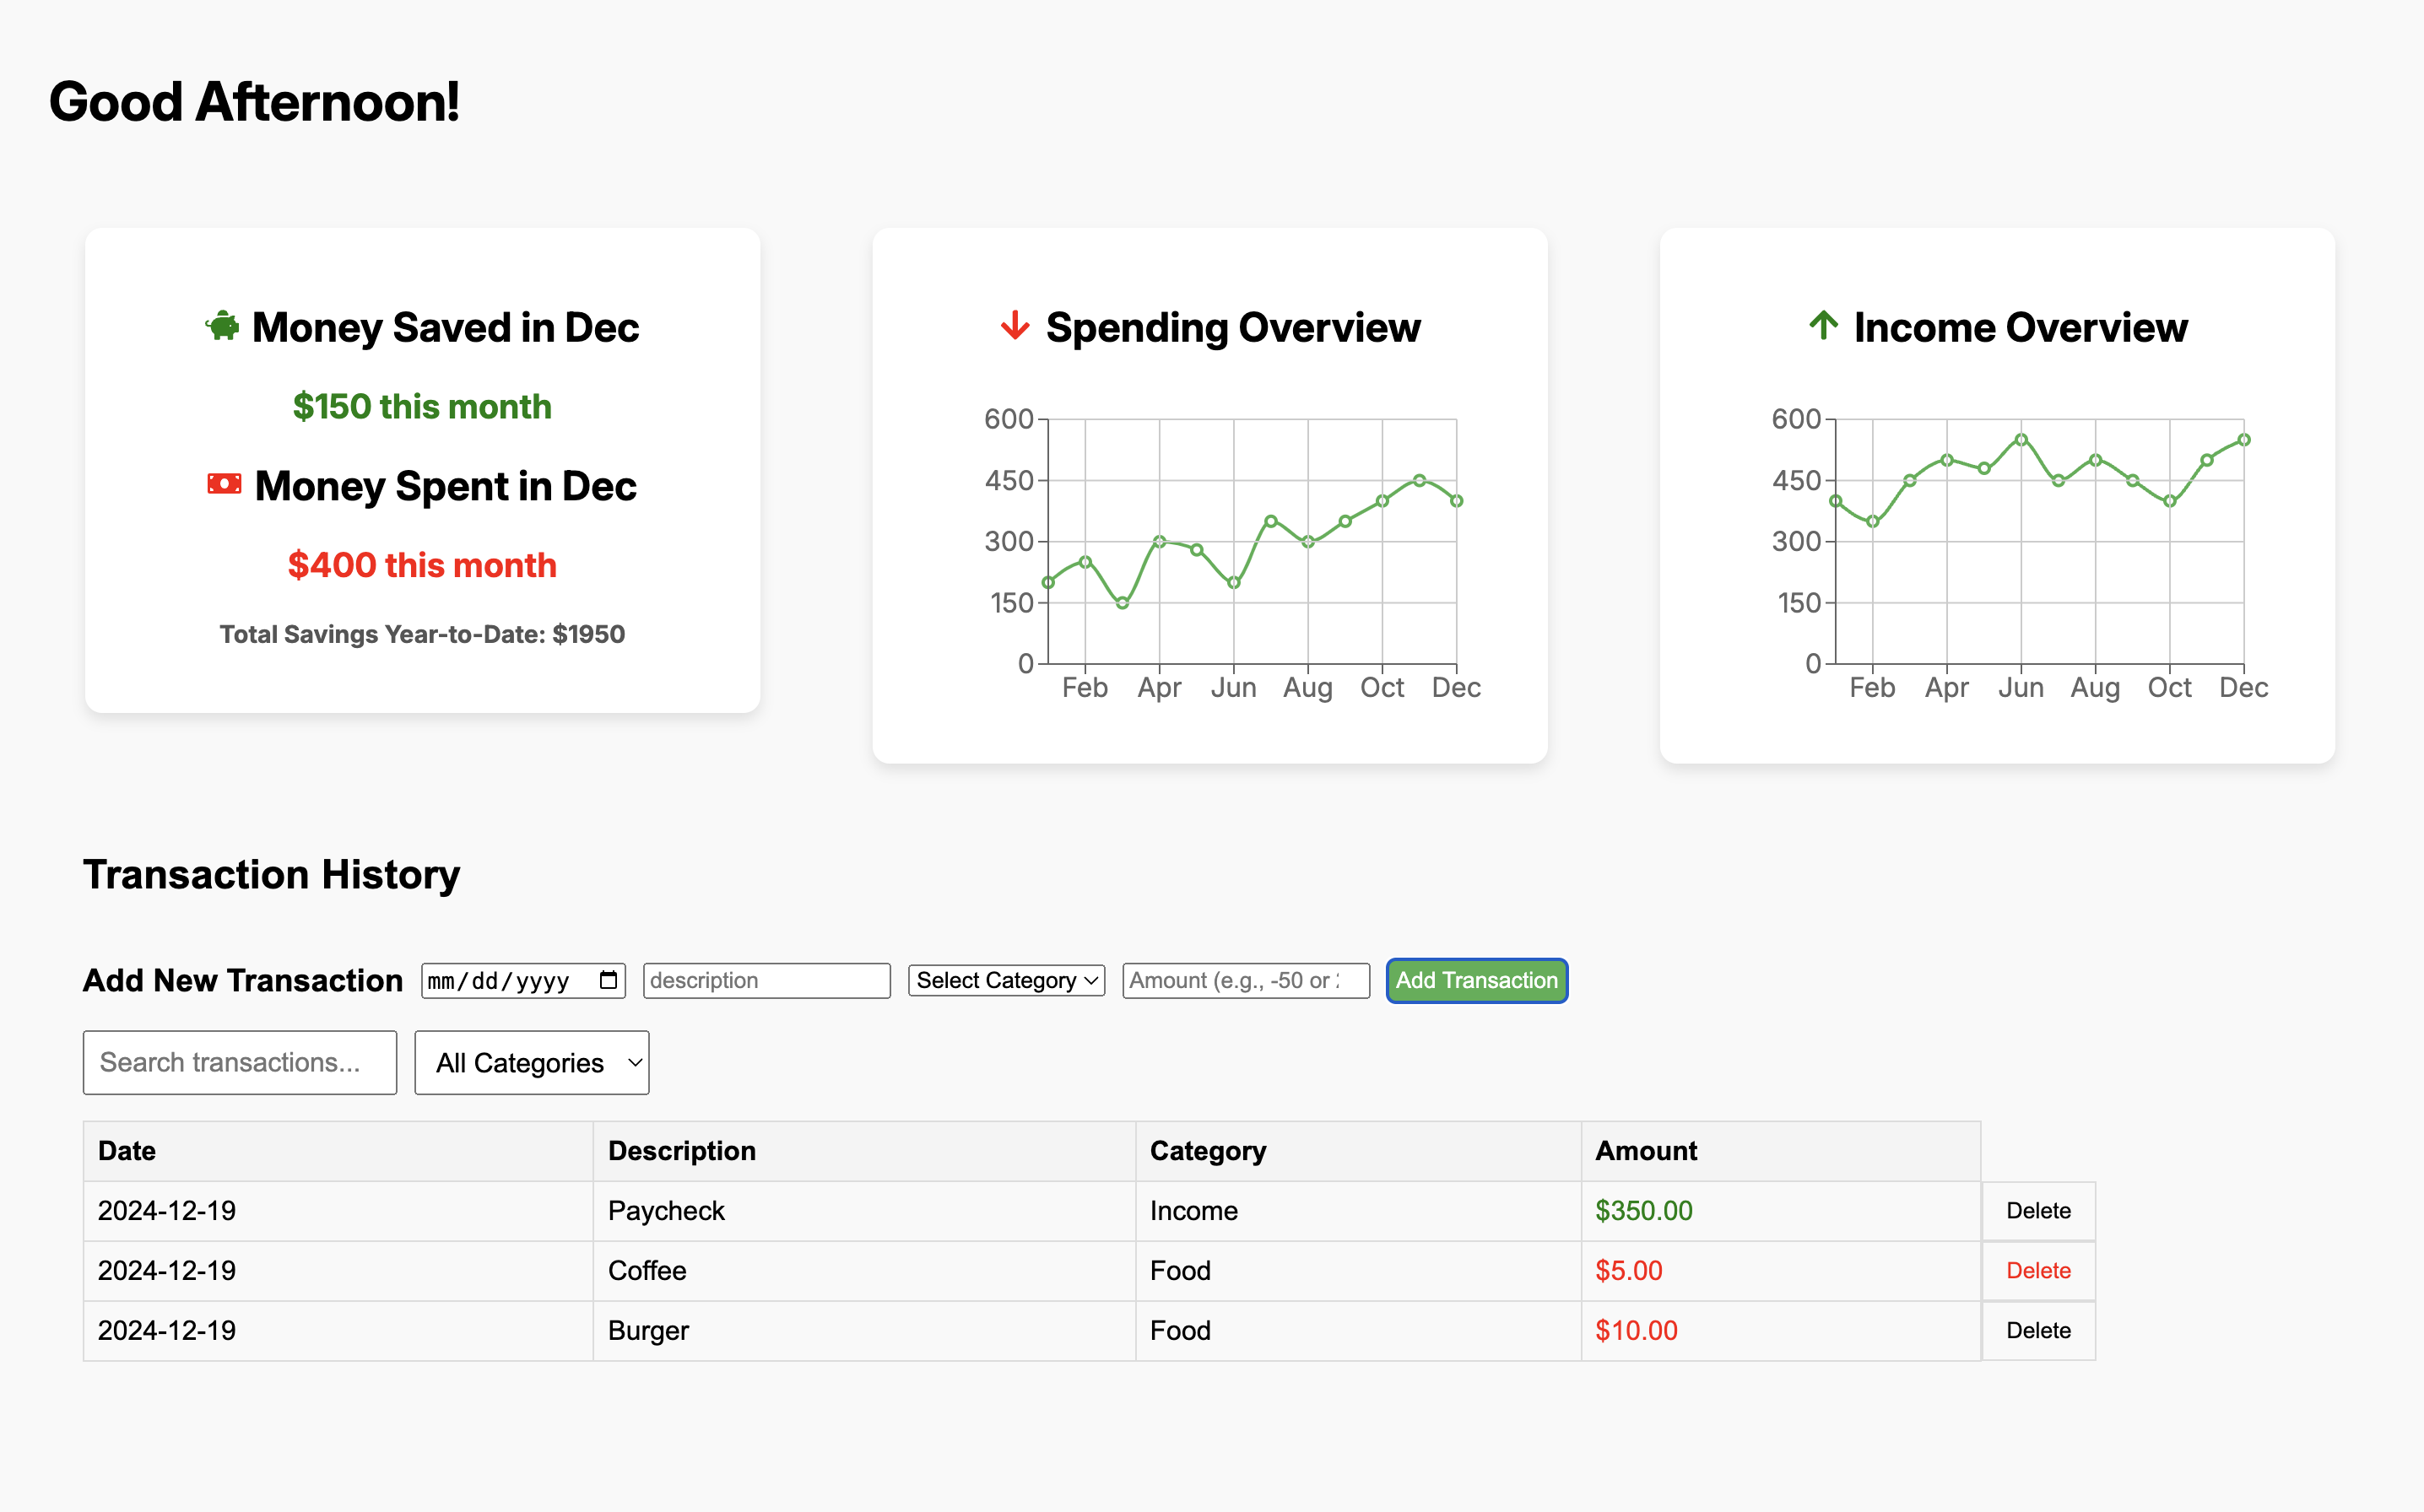 Good Afternoon!
Money Saved in Dec
$150 this month
Money Spent in Dec
$400 this month
Total Savings Year-to-Date: $1950
Spending Overview
600
450
300
150
0
Feb Apr Jun Aug Oct Dec
Income Overview
600
450
300
150
0
Feb Apr Jun Aug Oct Dec
Transaction History
Add New Transaction mm/dd/yyyy description Select Category Amount (e.g., -50 or Add Transaction
Search transactions... All Categories
Date Description Category Amount
2024-12-19 Paycheck Income $350.00 Delete
2024-12-19 Coffee Food $5.00 Delete
2024-12-19 Burger Food $10.00 Delete